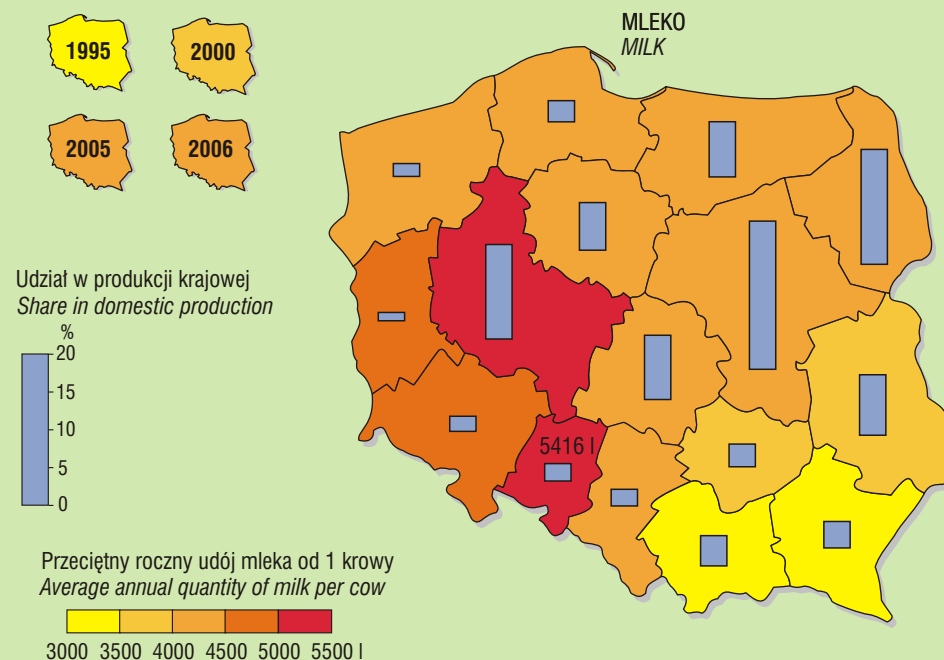 MLEKO
MILK
1995 2000
2005 2006
Udział w produkcji krajowej
Share in domestic production
%
20
15
10
5
0
5416 l
Przeciętny roczny udój mleka od 1 krowy
Average annual quantity of milk per cow
3000 3500 4000 4500 5000 5500 l